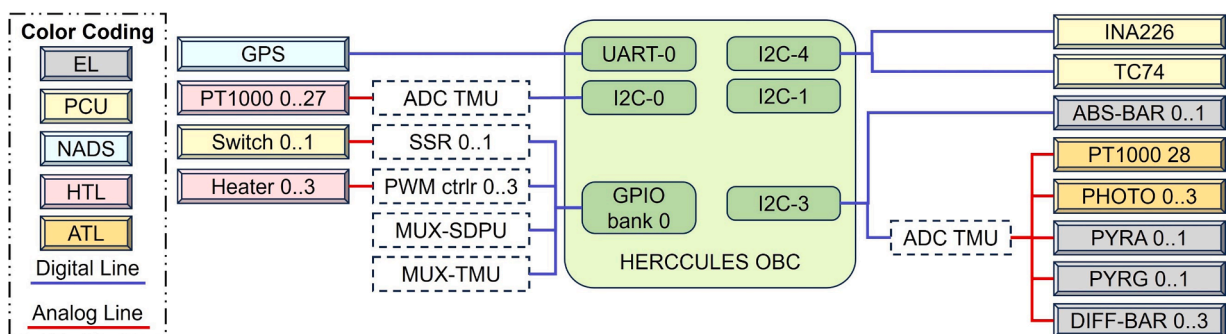 Color Coding
EL
PCU
NADS
HTL
ATL
Digital Line
Analog Line
GPS
PT1000 0..27
Switch 0..1
Heater 0..3
ADC TMU
SSR 0..1
PWM ctrlr 0..3
MUX-SDPU
MUX-TMU
UART-0
I2C-0
GPIO
bank 0
I2C-4
I2C-1
I2C-3
HERCCULES OBC
ADC TMU
INA226
TC74
ABS-BAR 0..1
PT1000 28
PHOTO 0..3
PYRA 0..1
PYRG 0..1
DIFF-BAR 0..3